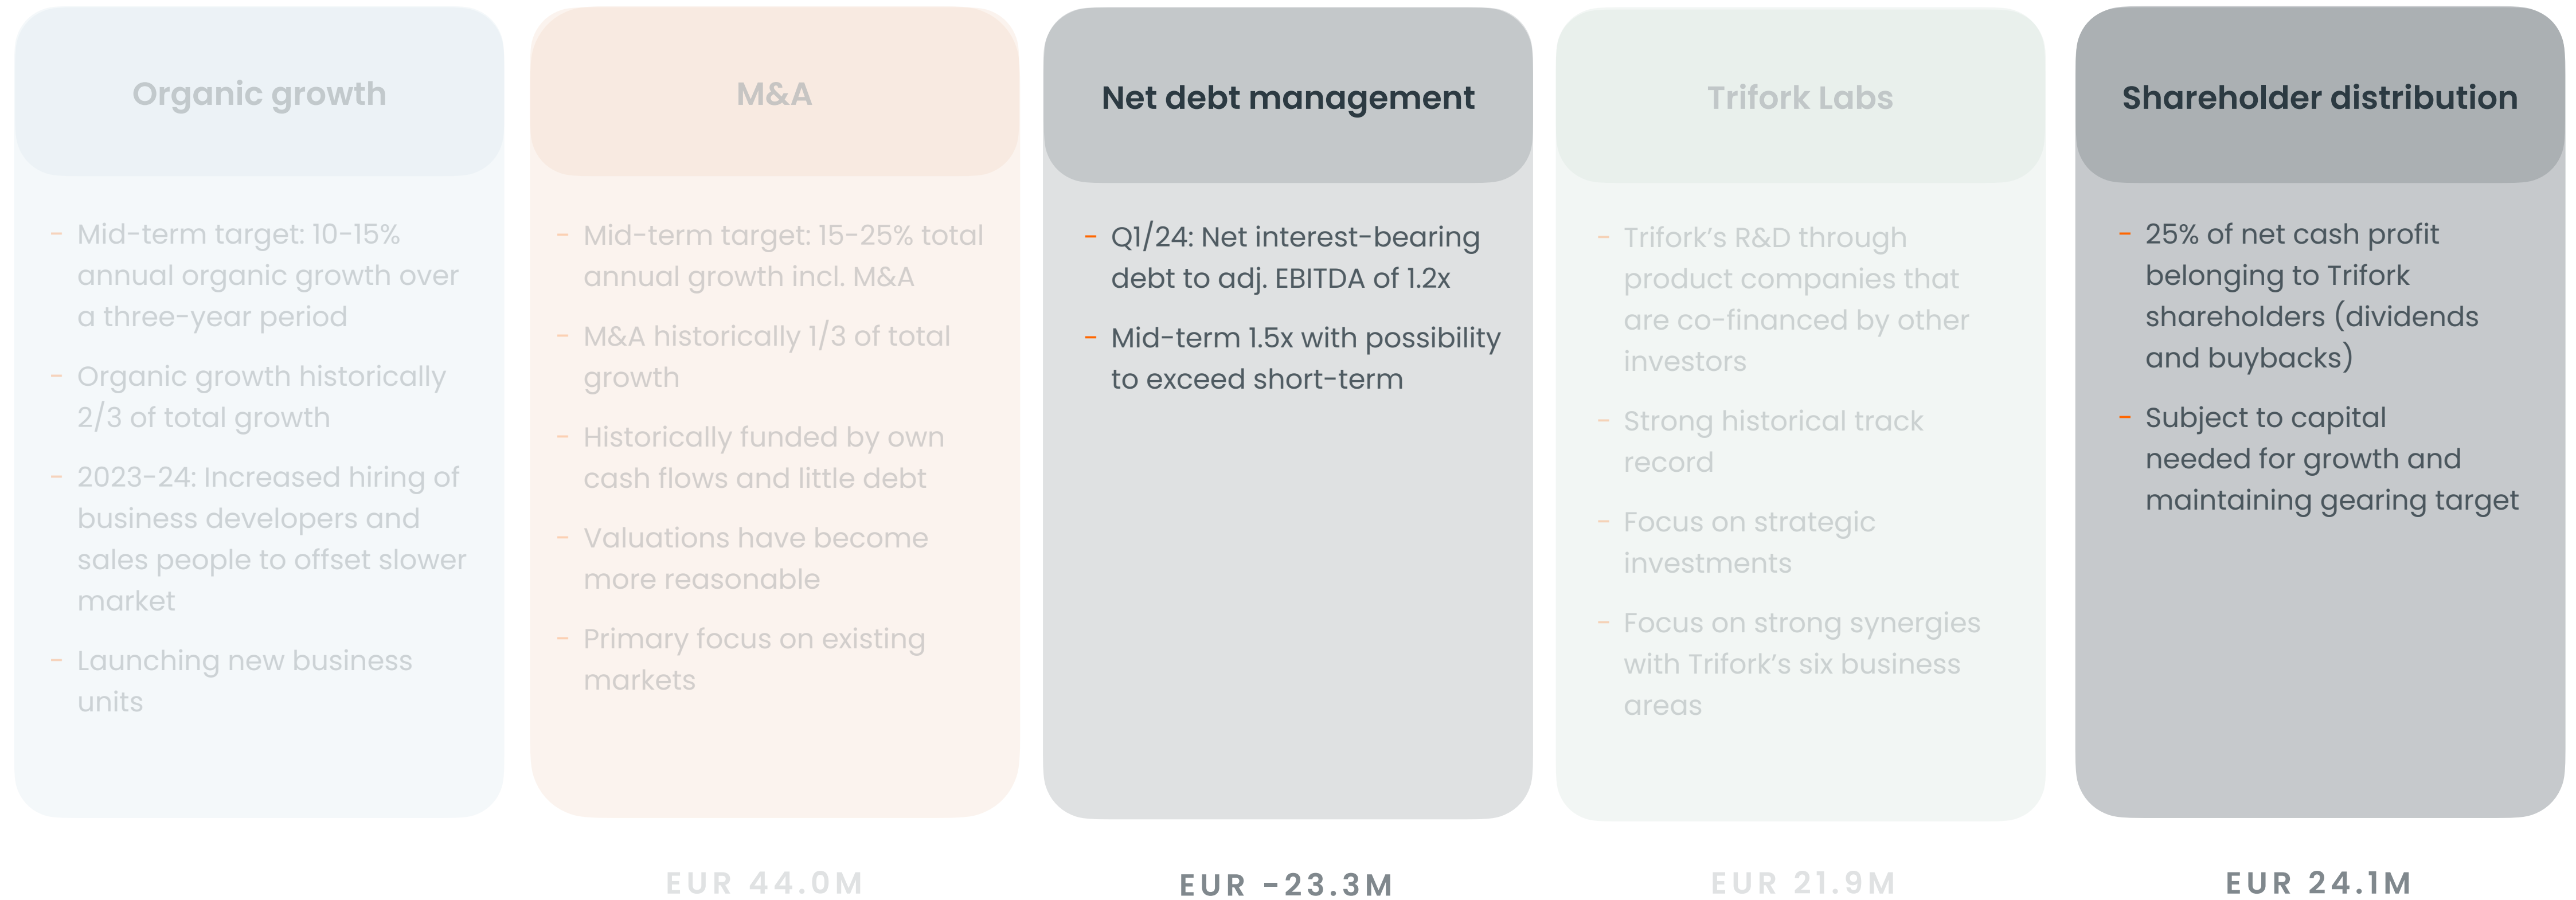 Organic growth
- Mid-term target: 10-15%
annual organic growth over
a three-year period
- Organic growth historically
2/3 of total growth
- 2023-24: Increased hiring of
business developers and
sales people to offset slower
market
- Launching new business
units
M&A
- Mid-term target: 15-25% total
annual growth incl. M&A
- M&A historically 1/3 of total
growth
- Historically funded by own
cash flows and little debt
- Valuations have become
more reasonable
- Primary focus on existing
markets
EUR 44.0M
Net debt management
- Q1/24: Net interest-bearing
debt to adj. EBITDA of 1.2x
- Mid-term 1.5x with possibility
to exceed short-term
EUR -23.3M
Trifork Labs
- Trifork’s R&D through
product companies that
are co-financed by other
investors
- Strong historical track
record
- Focus on strategic
investments
- Focus on strong synergies
with Trifork’s six business
areas
EUR 21.9M
Shareholder distribution
- 25% of net cash profit
belonging to Trifork
shareholders (dividends
and buybacks)
- Subject to capital
needed for growth and
maintaining gearing target
EUR 24.1M